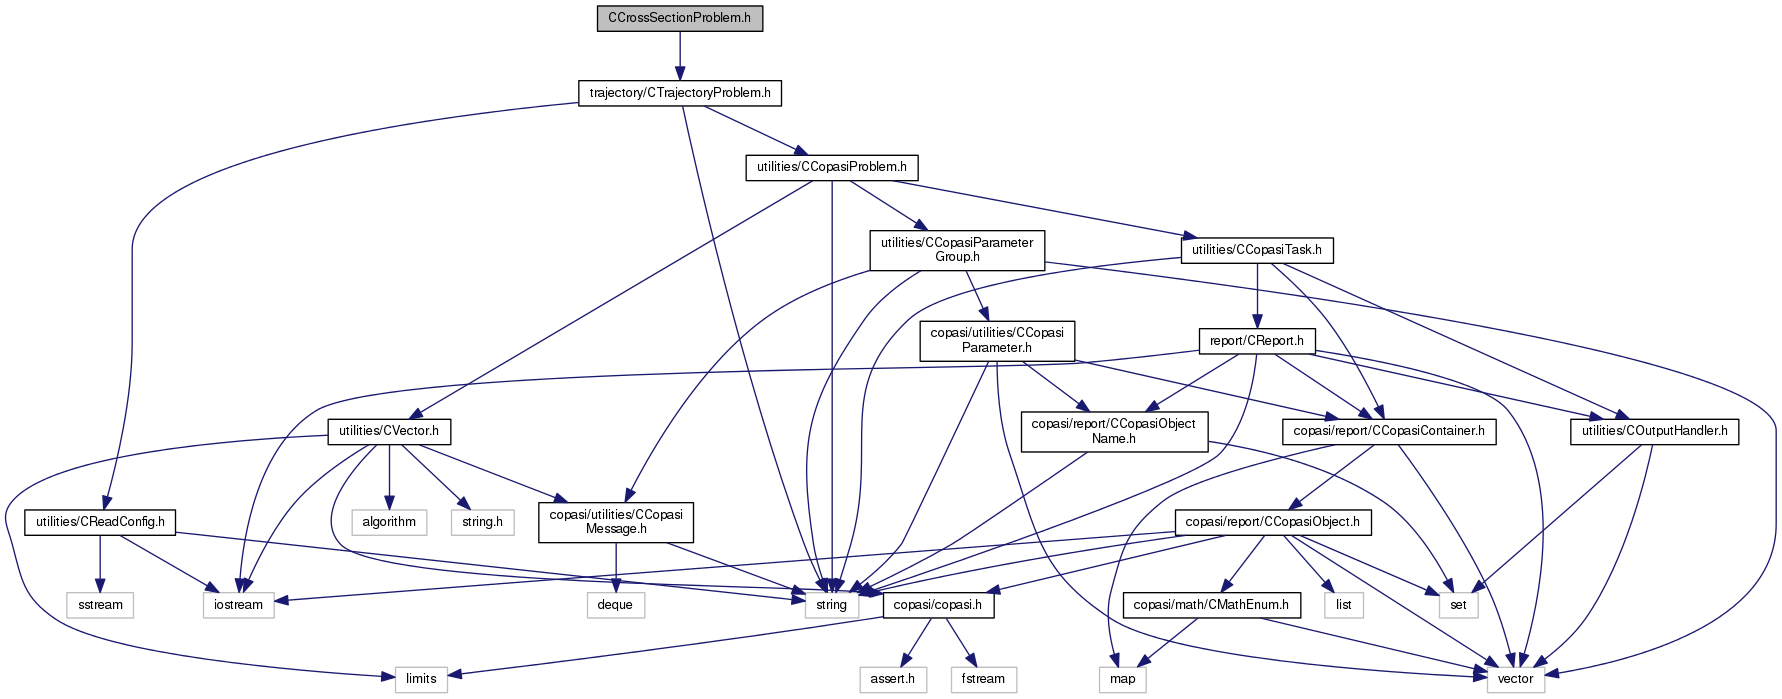 CCrossSectionProblem.h
trajectory/CTrajectoryProblem.h
utilities/CCopasiProblem.h
utilities/CCopasiParameter
Group.h
utilities/CCopasiTask.h
copasi/utilities/CCopasi
Parameter.h
report/CReport.h
utilities/CVector.h
copasi/report/CCopasiObject
Name.h
copasi/report/CCopasiContainer.h
utilities/COutputHandler.h
utilities/CReadConfig.h
algorithm
string.h
copasi/utilities/CCopasi
Message.h
copasi/report/CCopasiObject.h
sstream
iostream
deque
string
copasi/copasi.h
copasi/math/CMathEnum.h
list
set
limits
assert.h
fstream
map
vector